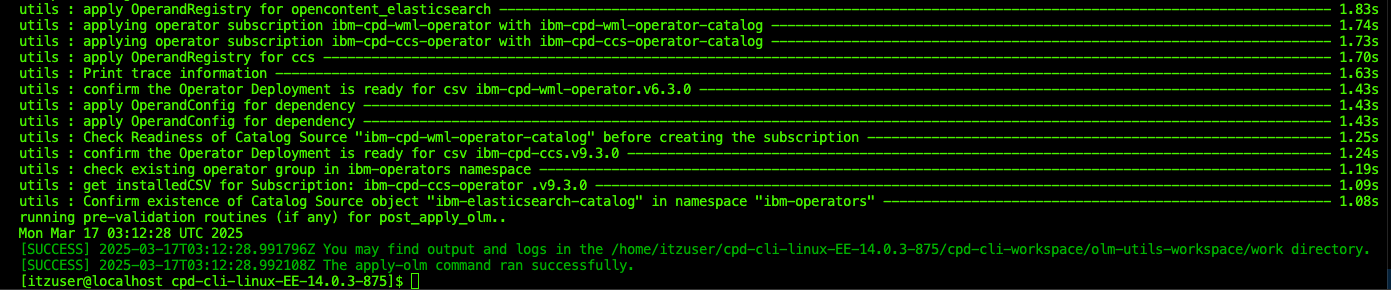 utils : apply OperandRegistry for opencontent_elasticsearch ---------------------------------------- 1.83s
utils : applying operator subscription ibm-cpd-wml-operator with ibm-cpd-wml-operator-catalog ---------------------------------------- 1.74s
utils : applying operator subscription ibm-cpd-ccs-operator with ibm-cpd-ccs-operator-catalog ---------------------------------------- 1.73s
utils : apply OperandRegistry for ccs ---------------------------------------- 1.70s
utils : Print trace information ---------------------------------------- 1.63s
utils : confirm the Operator Deployment is ready for csv ibm-cpd-wml-operator.v6.3.0 ---------------------------------------- 1.43s
utils : apply OperandConfig for dependency ---------------------------------------- 1.43s
utils : apply OperandConfig for dependency ---------------------------------------- 1.43s
utils : Check Readiness of Catalog Source "ibm-cpd-wml-operator-catalog" before creating the subscription ---------------------------------------- 1.25s
utils : confirm the Operator Deployment is ready for csv ibm-cpd-ccs.v9.3.0 ---------------------------------------- 1.24s
utils : check existing operator group in ibm-operators namespace ---------------------------------------- 1.19s
utils : get installedCSV for Subscription: ibm-cpd-ccs-operator .v9.3.0 ---------------------------------------- 1.09s
utils : Confirm existence of Catalog Source object "ibm-elasticsearch-catalog" in namespace "ibm-operators" ---------------------------------------- 1.08s
running pre-validation routines (if any) for post_apply_olm..
Mon Mar 17 03:12:28 UTC 2025
[SUCCESS] 2025-03-17T03:12:28.991796Z You may find output and logs in the /home/itzuser/cpd-cli-linux-EE-14.0.3-875/cpd-cli-workspace/olm-utils-workspace/work directory.
[SUCCESS] 2025-03-17T03:12:28.992108Z The apply-olm command ran successfully.
[itzuser@localhost cpd-cli-linux-EE-14.0.3-875]$